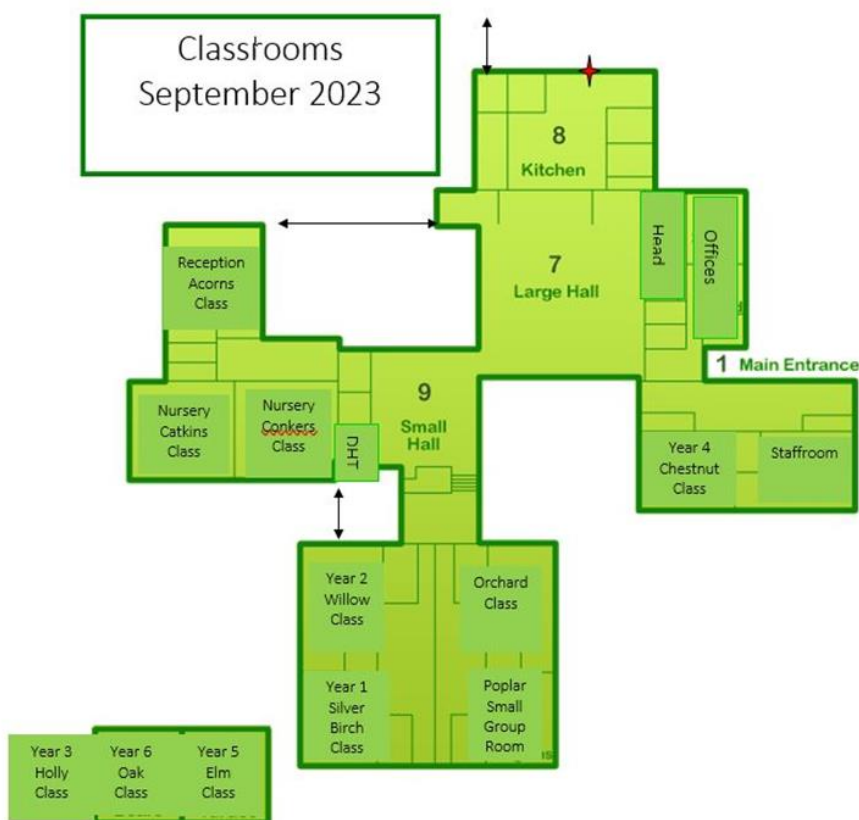 Classrooms
September 2023
8
Kitchen
Head
Offices
7
Large Hall
Reception
Acorns
Class
1 Main Entrance
9
Small
Hall
Nursery
Catkins
Class
Nursery
Conkers
Class
DHT
Year 4
Chestnut
Class
Staffroom
Year 2
Willow
Class
Orchard
Class
Year 1
Silver
Birch
Class
Poplar
Small
Group
Room
Year 3
Holly
Class
Year 6
Oak
Class
Year 5
Elm
Class